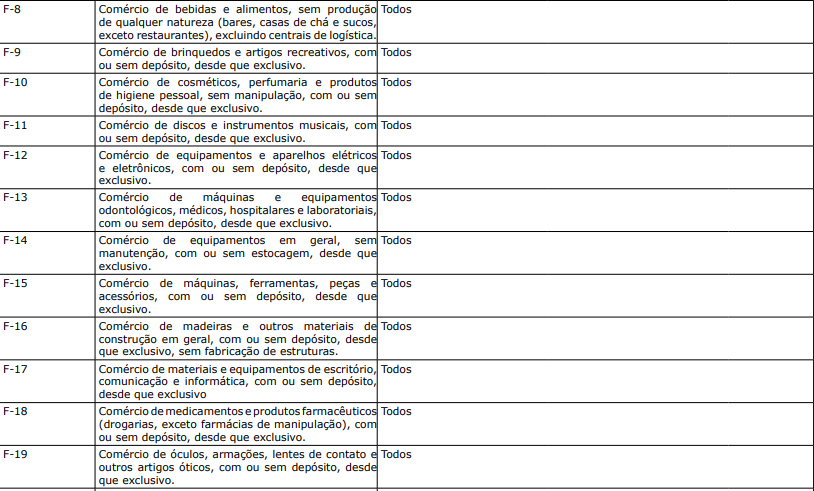 F-8 Comércio de bebidas e alimentos, sem produção Todos
de qualquer natureza (bares, casas de chá e sucos,
exceto restaurantes), excluindo centrais de logística.
F-9 Comércio de brinquedos e artigos recreativos, com Todos
ou sem depósito, desde que exclusivo.
F-10 Comércio de cosméticos, perfumaria e produtos Todos
de higiene pessoal, sem manipulação, com ou sem
depósito, desde que exclusivo.
F-11 Comércio de discos e instrumentos musicais, com Todos
ou sem depósito, desde que exclusivo.
F-12 Comércio de equipamentos e aparelhos elétricos Todos
e eletrônicos, com ou sem depósito, desde que
exclusivo.
F-13 Comércio de máquinas e equipamentos Todos
odontológicos, médicos, hospitalares e laboratoriais,
com ou sem depósito, desde que exclusivo.
F-14 Comércio de equipamentos em geral, sem Todos
manutenção, com ou sem estocagem, desde que
exclusivo.
F-15 Comércio de máquinas, ferramentas, peças e Todos
acessórios, com ou sem depósito, desde que
exclusivo.
F-16 Comércio de madeiras e outros materiais de Todos
construção em geral, com ou sem depósito, desde
que exclusivo, sem fabricação de estruturas.
F-17 Comércio de materiais e equipamentos de escritório, Todos
comunicação e informática, com ou sem depósito,
desde que exclusivo
F-18 Comércio de medicamentos e produtos farmacêuticos Todos
(drogarias, exceto farmácias de manipulação), com
ou sem depósito, desde que exclusivo.
F-19 Comércio de óculos, armações, lentes de contato e Todos
outros artigos óticos, com ou sem depósito, desde
que exclusivo.